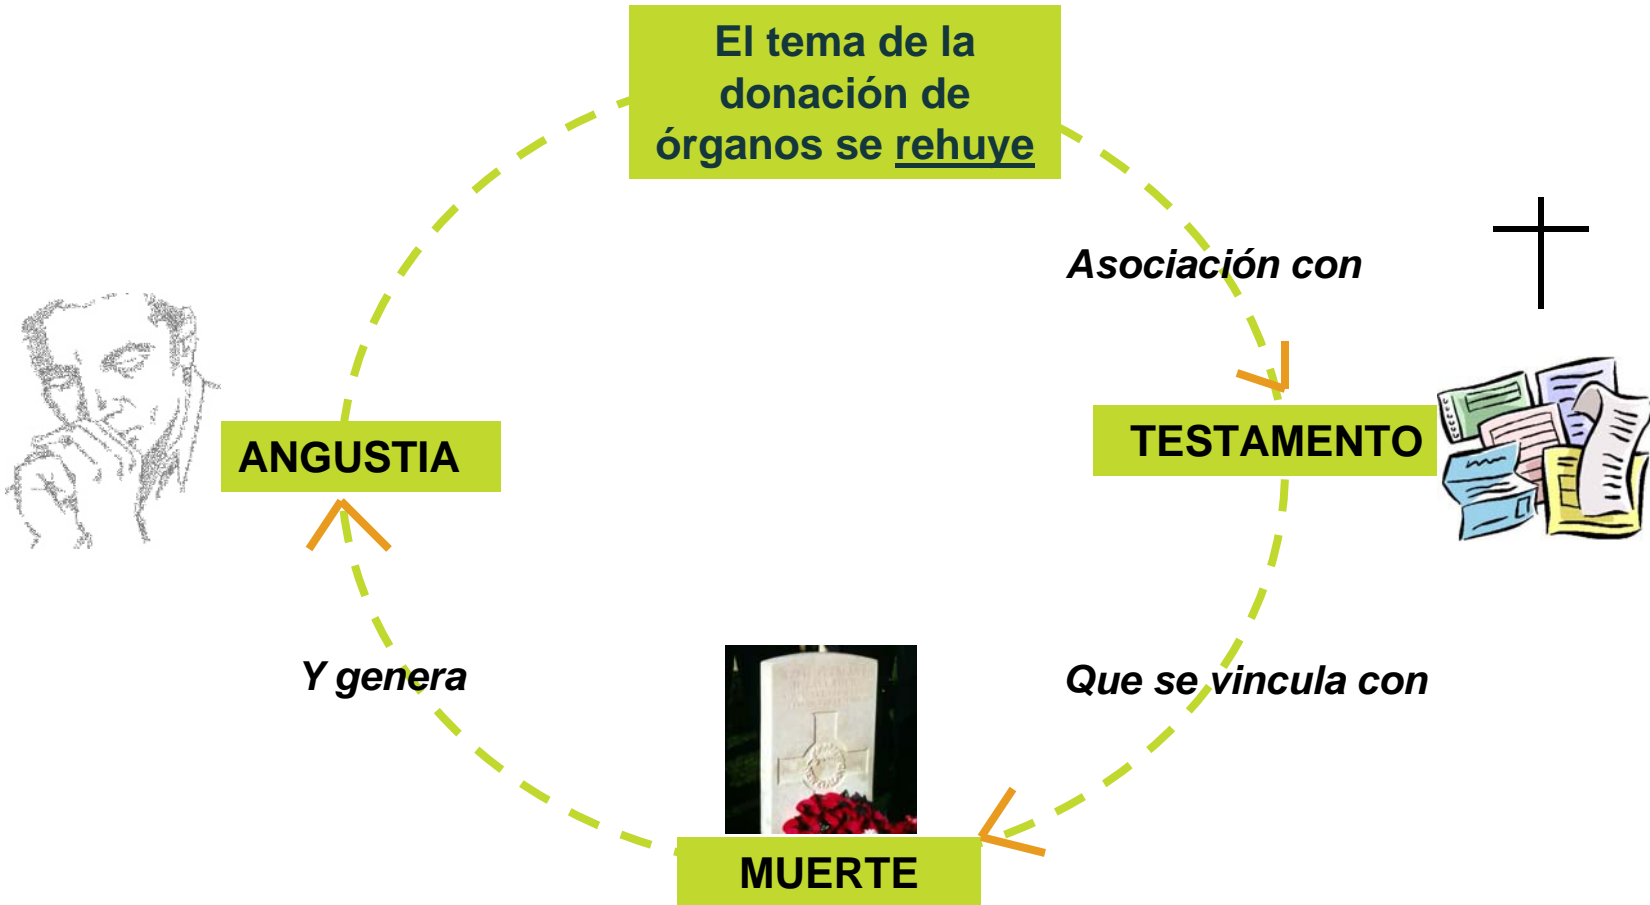 El tema de la
donación de
órganos se rehuye
Asociación con
TESTAMENTO
Que se vincula con
MUERTE
Y genera
ANGUSTIA